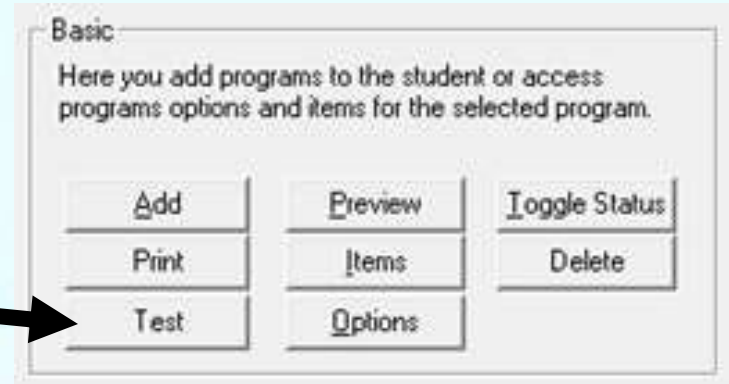 Basic
Here you add programs to the student or access
programs options and items for the selected program.
Add Preview Toggle Status
Print Items Delete
Test Options